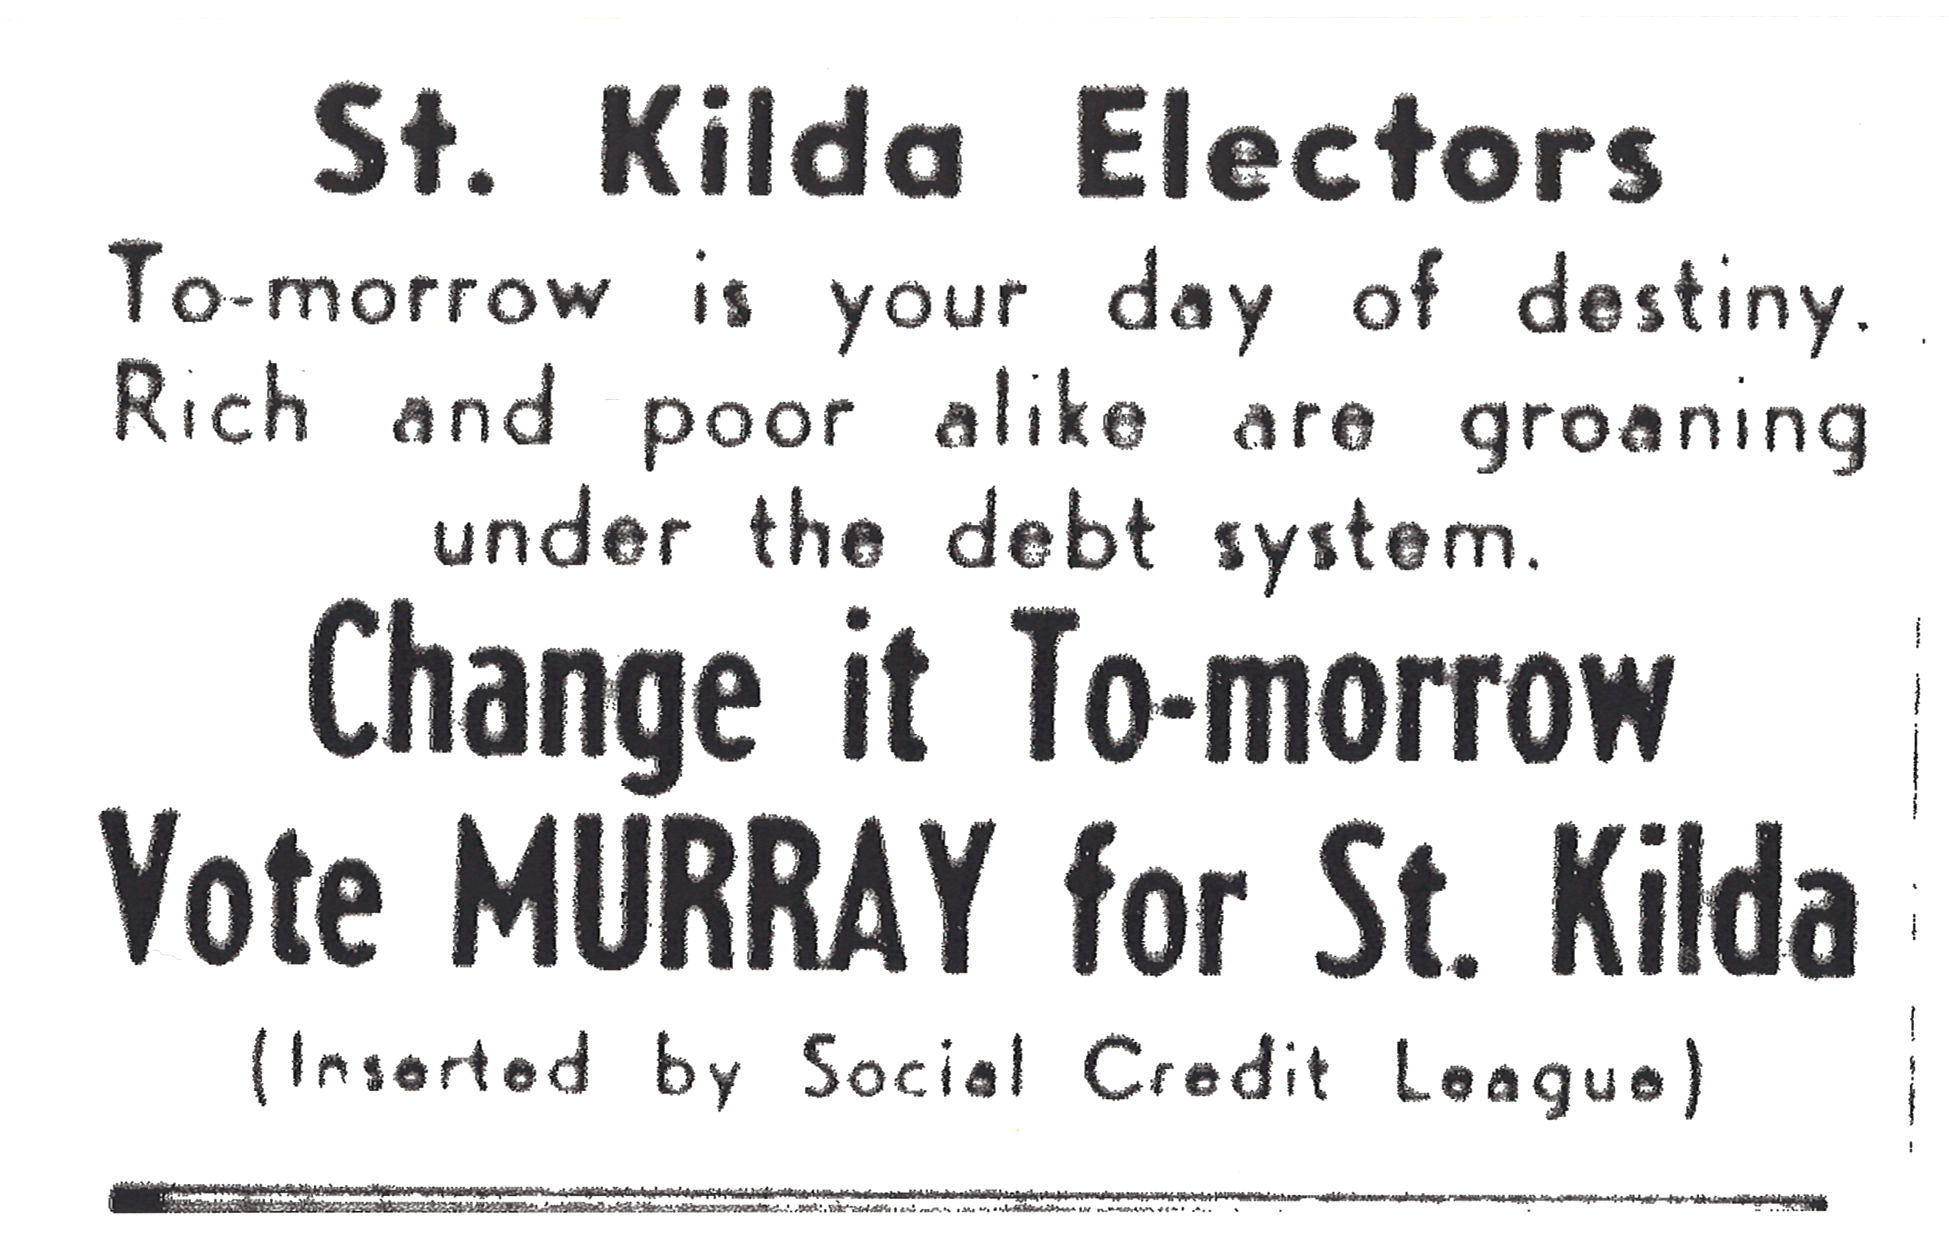 St. Kilda Electors
To-morrow is your day of destiny.
Rich and poor alike are groaning
under the debt system.
Change it To-morrow
Vote MURRAY for St. Kilda
(Inserted by Social Credit League)